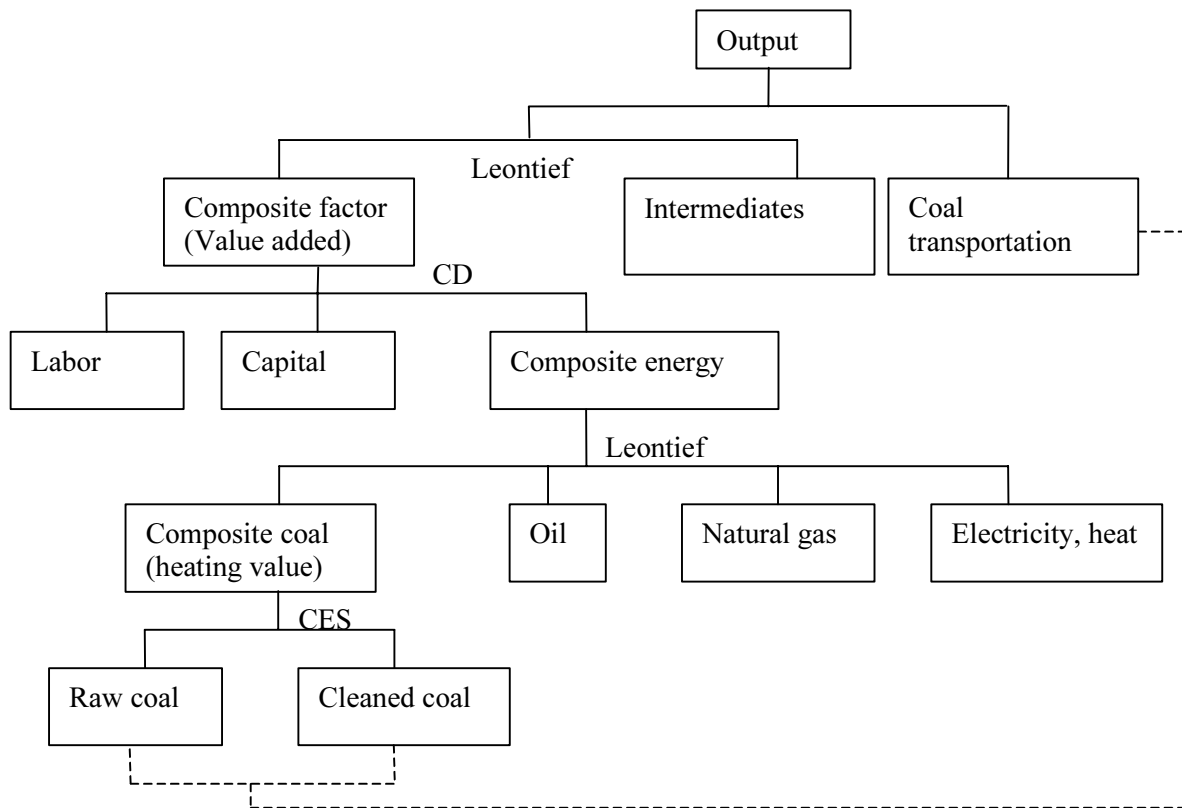 Output
Leontief
Composite factor
(Value added)
Intermediates
Coal
transportation
CD
Labor
Capital
Composite energy
Leontief
Composite coal
(heating value)
Oil
Natural gas
Electricity, heat
CES
Raw coal
Cleaned coal